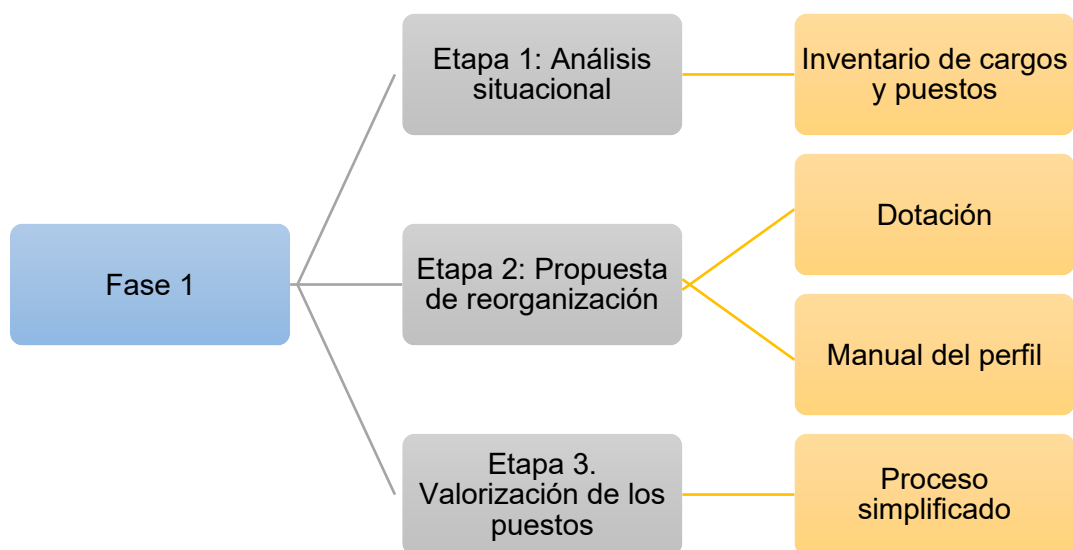 Fase 1
Etapa 1: Análisis
situacional
Inventario de cargos
y puestos
Etapa 2: Propuesta
de reorganización
Dotación
Manual del perfil
Etapa 3.
Valorización de los
puestos
Proceso
simplificado